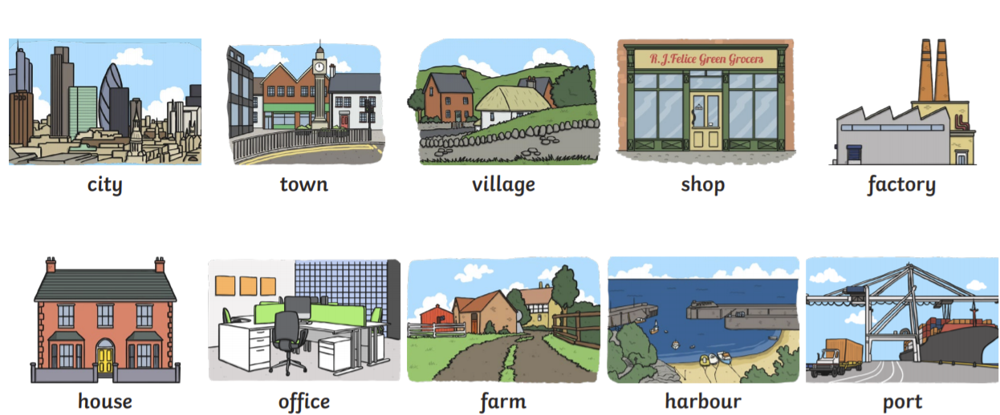 R.J.Felice Green Grocers
city
town
village
shop
factory
house
office
farm
harbour
port